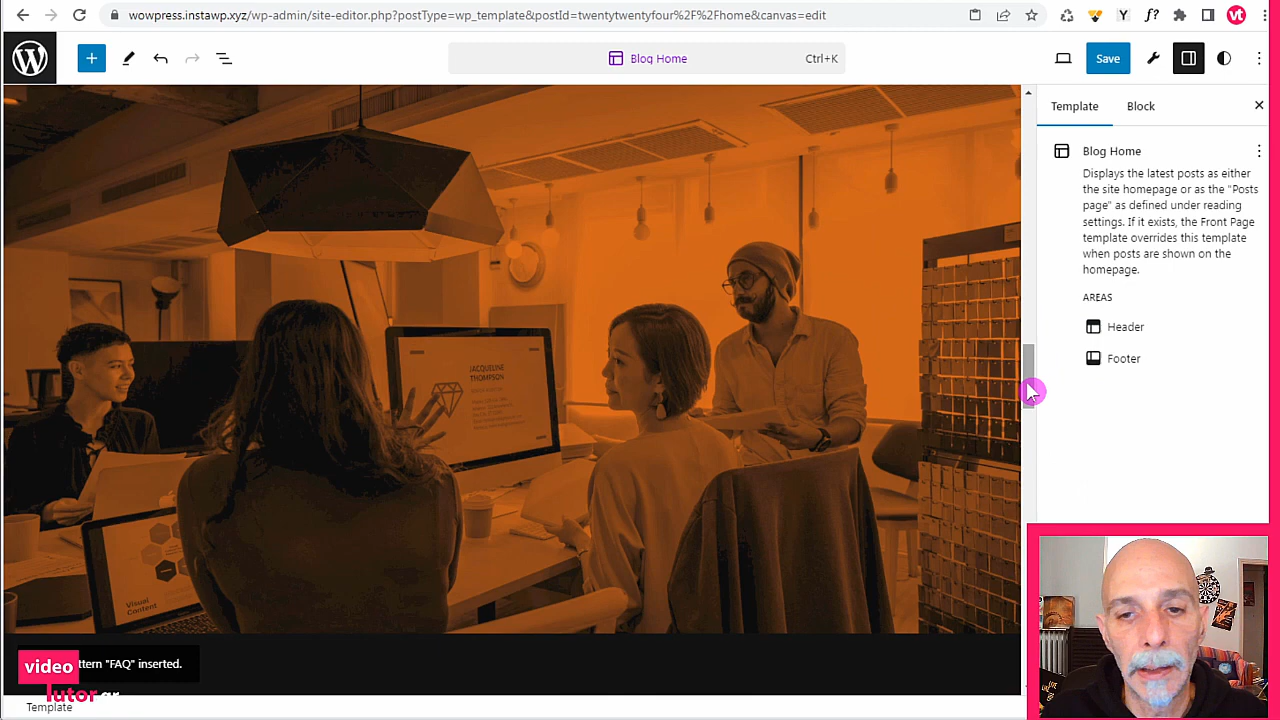 wowpress.instawp.xyz/wp-admin/site-editor.php?postType=wp_template&postId=twentytwentyfour%2F%2Fhome&canvas=edit
Blog Home
Ctrl+K
Save
Template
Block
Blog Home
Displays the latest posts as either
the site homepage or as the "Posts
page" as defined under reading
settings. If it exists, the Front Page
template overrides this template
when posts are shown on the
homepage.
AREAS
Header
Footer
JACQUELINE
THOMPSON
Visual
Content
ttern "FAQ" inserted.
video
tutor.gr
Template